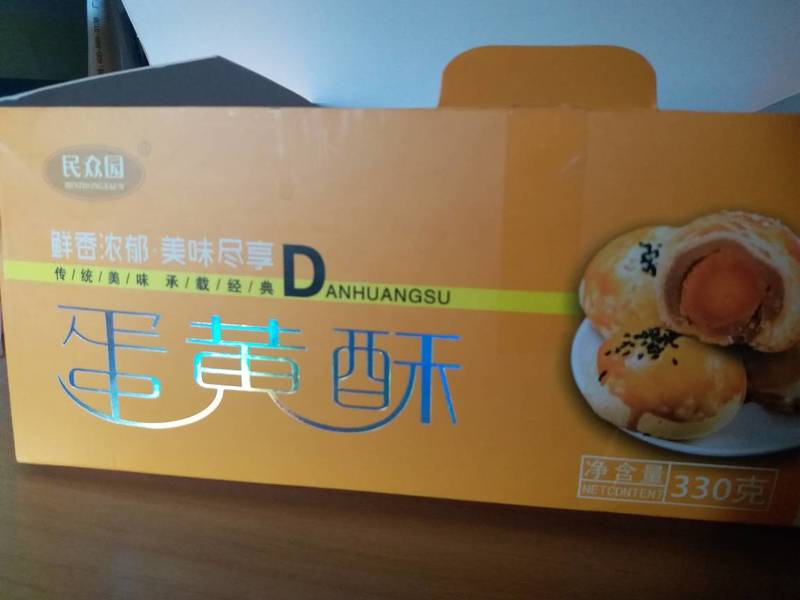 民众园
鲜香浓郁·美味尽享
传/统/美/味 承/载/经/典
DANHUANGSU
蛋黄酥
净含量
NETCONTENT
330克